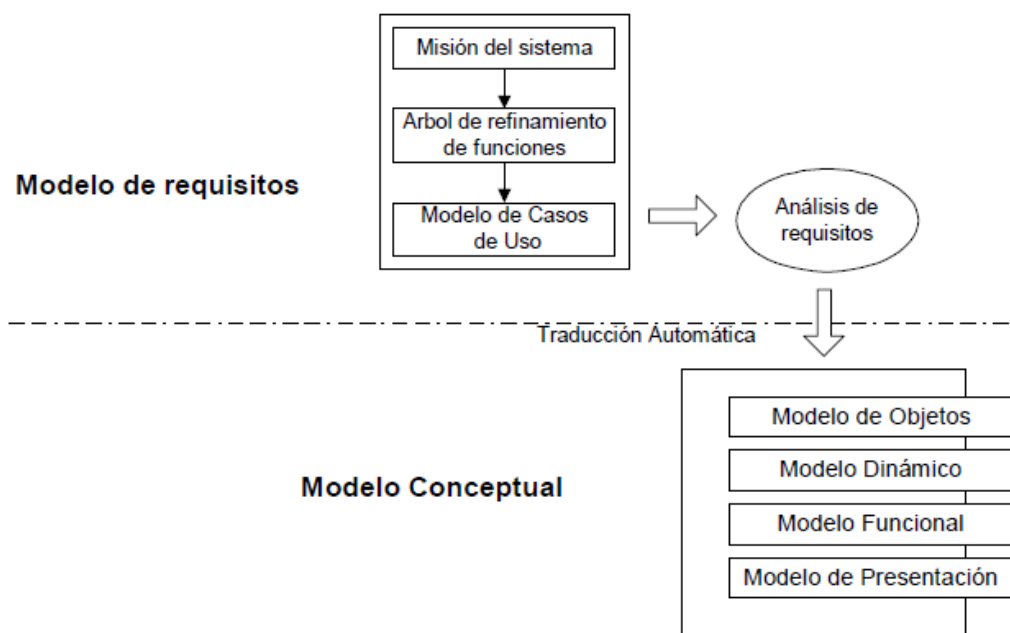 Misión del sistema
Arbol de refinamiento
de funciones
Modelo de requisitos
Modelo de Casos
de Uso
Análisis de
requisitos
Traducción Automática
Modelo de Objetos
Modelo Dinámico
Modelo Conceptual
Modelo Funcional
Modelo de Presentación